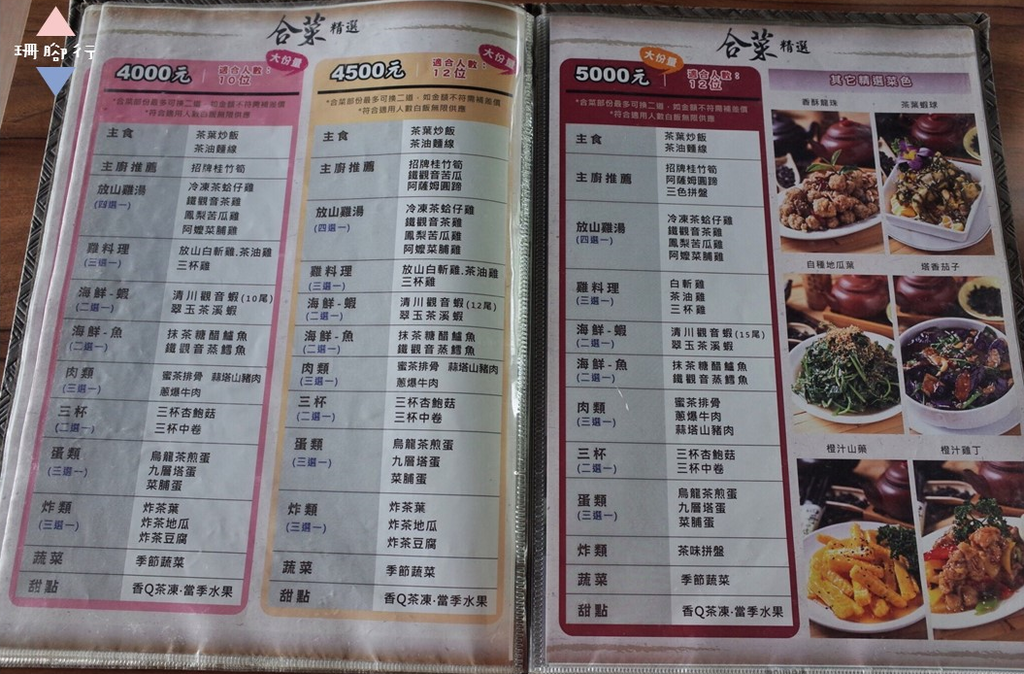 珊
行
合菜 精選
4000元
適合人數：
10位
大份量
*合菜部份最多可換二道，如金額不符需補差價
*符合適用人數白飯無限供應
主食
茶葉炒飯
茶油麵線
主廚推薦
招牌桂竹筍
放山雞湯
(四選一)
冷凍茶蛤仔雞
鐵觀音茶雞
鳳梨苦瓜雞
阿嬤菜脯雞
雞料理
(三選一)
放山白斬雞.茶油雞
三杯雞
海鮮-蝦
(二選一)
清川觀音蝦(10尾)
翠玉茶溪蝦
海鮮-魚
(二選一)
抹茶糖醋鱸魚
鐵觀音蒸鱈魚
肉類
(三選一)
蜜茶排骨 蒜塔山豬肉
蔥爆牛肉
三杯
(二選一)
三杯杏鮑菇
三杯中卷
蛋類
(三選一)
烏龍茶煎蛋
九層塔蛋
菜脯蛋
炸類
(三選一)
炸茶葉
炸茶地瓜
炸茶豆腐
蔬菜
季節蔬菜
甜點
香Q茶凍‧當季水果
4500元
適合人數：
12位
大份量
*合菜部份最多可換二道，如金額不符需補差價
*符合適用人數白飯無限供應
主食
茶葉炒飯
茶油麵線
主廚推薦
招牌桂竹筍
鐵觀音苦瓜
阿薩姆圓蹄
放山雞湯
(四選一)
冷凍茶蛤仔雞
鐵觀音茶雞
鳳梨苦瓜雞
阿嬤菜脯雞
雞料理
(三選一)
放山白斬雞.茶油雞
三杯雞
海鮮-蝦
(二選一)
清川觀音蝦(12尾)
翠玉茶溪蝦
海鮮-魚
(二選一)
抹茶糖醋鱸魚
鐵觀音蒸鱈魚
肉類
(三選一)
蜜茶排骨 蒜塔山豬肉
蔥爆牛肉
三杯
(二選一)
三杯杏鮑菇
三杯中卷
蛋類
(三選一)
烏龍茶煎蛋
九層塔蛋
菜脯蛋
炸類
(三選一)
炸茶葉
炸茶地瓜
炸茶豆腐
蔬菜
季節蔬菜
甜點
香Q茶凍‧當季水果
合菜 精選
5000元
大份量
適合人數：
12位
*合菜部份最多可換二道，如金額不符需補差價
*符合適用人數白飯無限供應
主食
茶葉炒飯
茶油麵線
主廚推薦
招牌桂竹筍
阿薩姆圓蹄
三色拼盤
放山雞湯
(四選一)
冷凍茶蛤仔雞
鐵觀音茶雞
鳳梨苦瓜雞
阿嬤菜脯雞
雞料理
(三選一)
白斬雞
茶油雞
三杯雞
海鮮-蝦
(二選一)
清川觀音蝦(15尾)
翠玉茶溪蝦
海鮮-魚
(二選一)
抹茶糖醋鱸魚
鐵觀音蒸鱈魚
肉類
(三選一)
蜜茶排骨
蔥爆牛肉
蒜塔山豬肉
三杯
(二選一)
三杯杏鮑菇
三杯中卷
蛋類
(三選一)
烏龍茶煎蛋
九層塔蛋
菜脯蛋
炸類
茶味拼盤
蔬菜
季節蔬菜
甜點
香Q茶凍‧當季水果
其它精選菜色
香酥龍珠
茶葉蝦球
自種地瓜葉
塔香茄子
橙汁山藥
橙汁雞丁